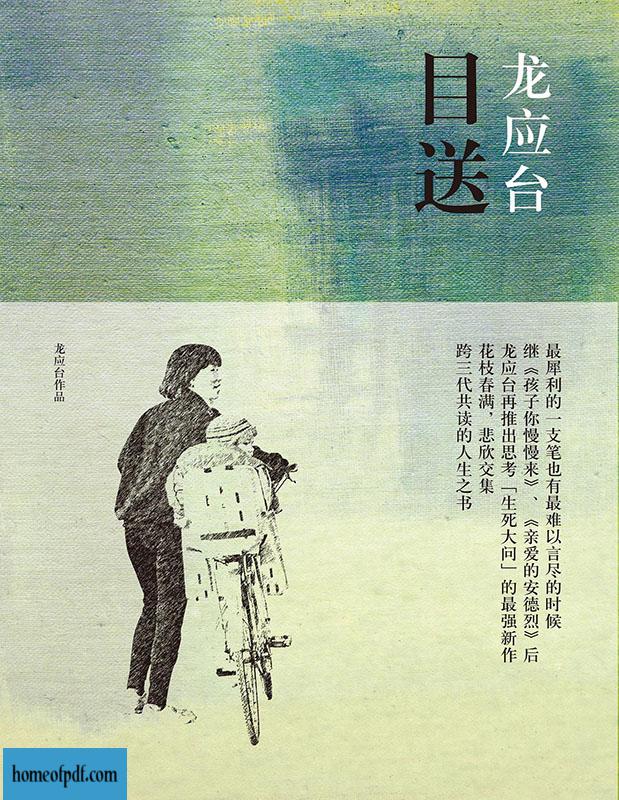 龙应台
目送
最犀利的一支笔也有最难以言尽的时候
继《孩子你慢慢来》、《亲爱的安德烈》后
龙应台再推出思考「生死大问」的最强新作
花枝春满，悲欣交集
跨三代共读的人生之书
龙应台作品
homeofpdf.com